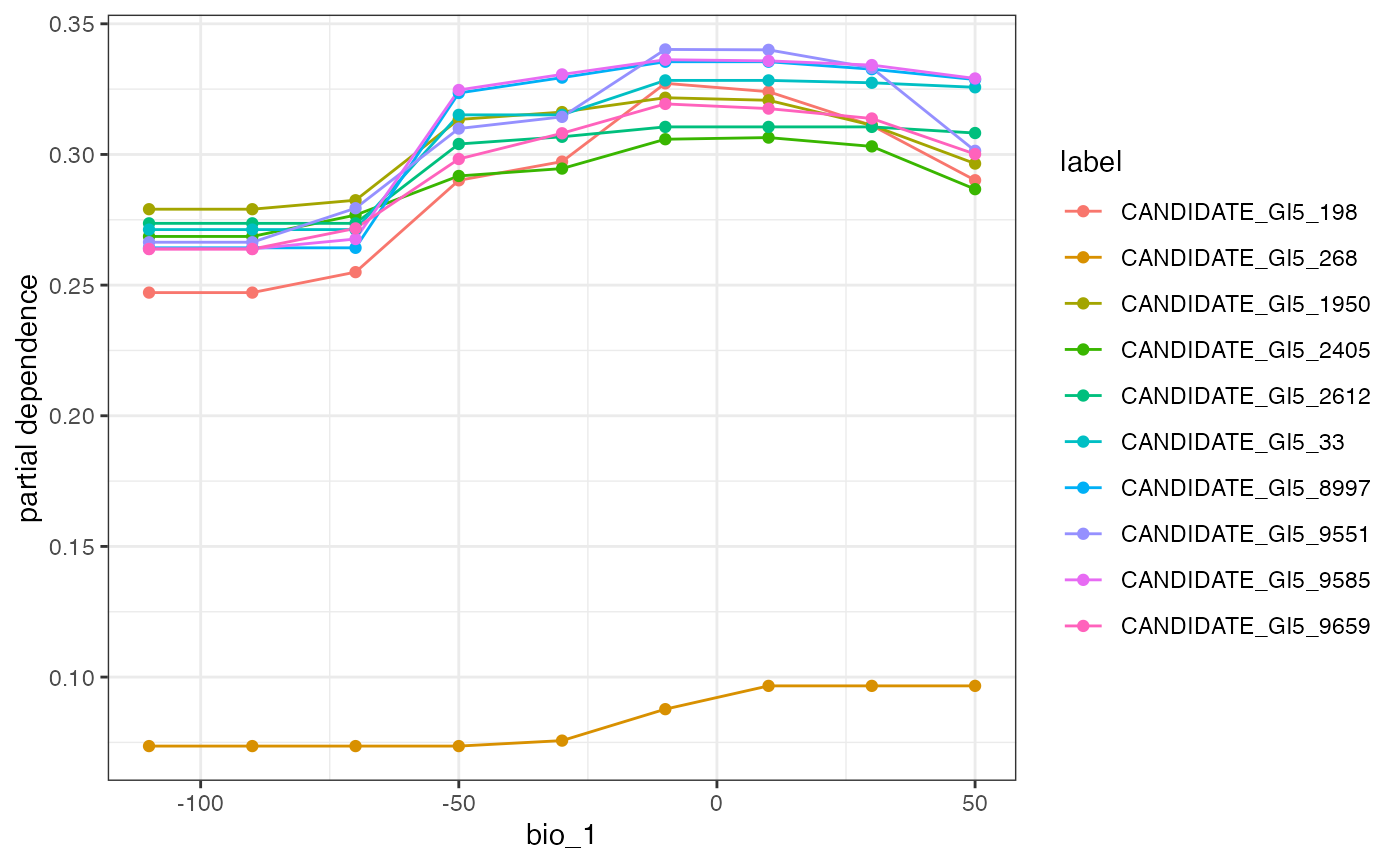 0.35
0.30
0.25
0.20
0.15
0.10
partial dependence
-100
-50
0
50
bio_1
label
CANDIDATE_GI5_198
CANDIDATE_GI5_268
CANDIDATE_GI5_1950
CANDIDATE_GI5_2405
CANDIDATE_GI5_2612
CANDIDATE_GI5_33
CANDIDATE_GI5_8997
CANDIDATE_GI5_9551
CANDIDATE_GI5_9585
CANDIDATE_GI5_9659